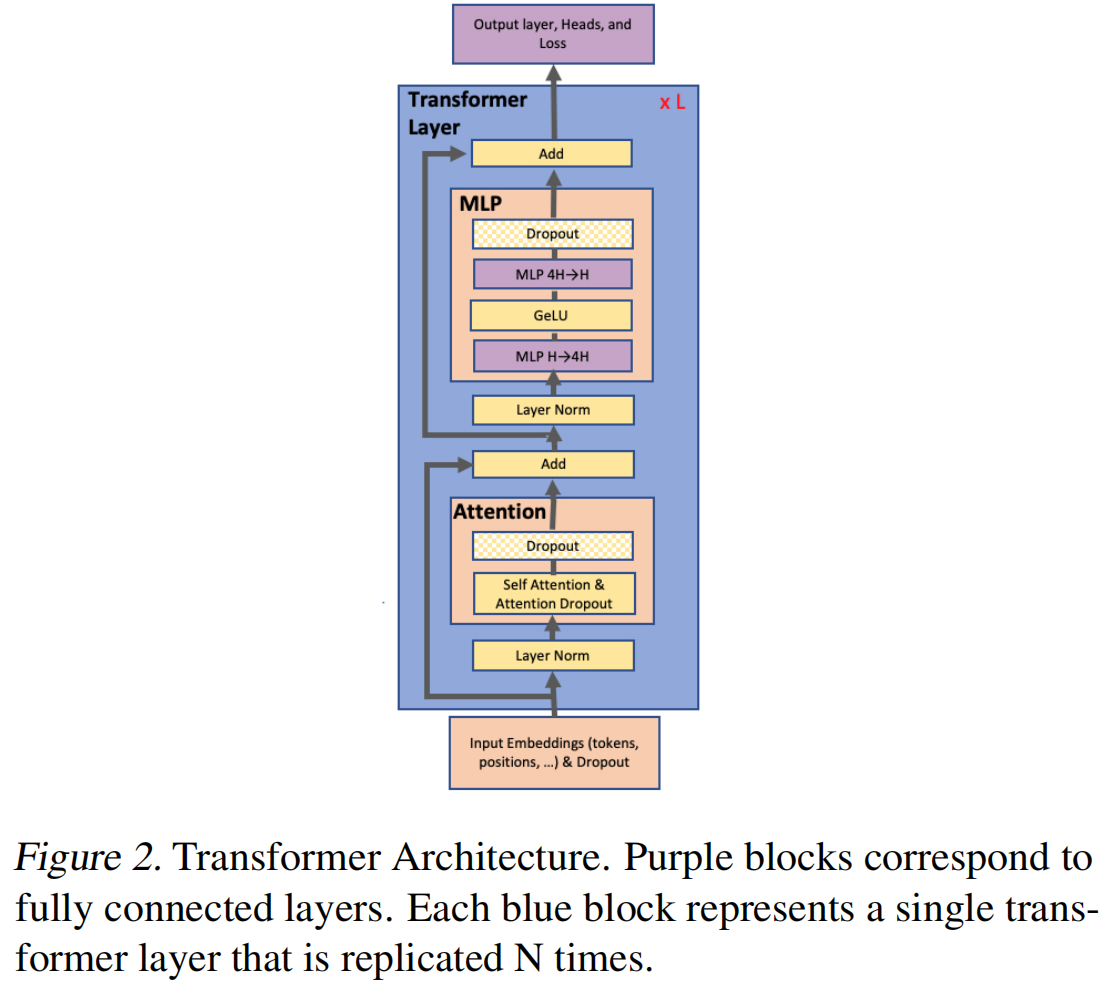 Output layer, Heads, and
Loss
Transformer
Layer
x L
Add
MLP
Dropout
MLP 4H→H
GeLU
MLP H→4H
Layer Norm
Add
Attention
Dropout
Self Attention &
Attention Dropout
Layer Norm
Input Embeddings (tokens,
positions, ...) & Dropout
Figure 2. Transformer Architecture. Purple blocks correspond to
fully connected layers. Each blue block represents a single trans-
former layer that is replicated N times.